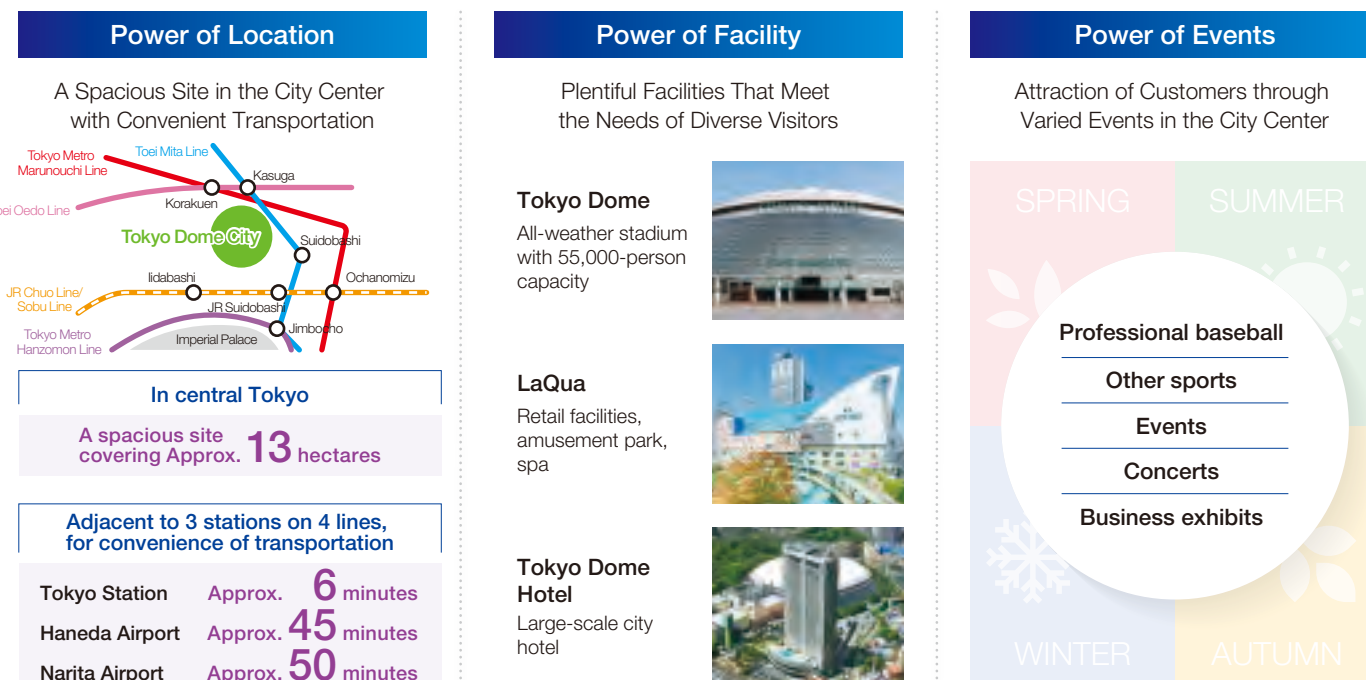 Power of Location
A Spacious Site in the City Center
with Convenient Transportation
Tokyo Metro
Marunouchi Line
Toei Mita Line
Kasuga
Korakuen
Oedo Line
Tokyo Dome City
Suidobashi
Iidabashi
Ochanomizu
JR Chuo Line/
Sobu Line
JR Suidobashi
Jimbocho
Tokyo Metro
Hanzomon Line
Imperial Palace
In central Tokyo
A spacious site
covering Approx. 13 hectares
Adjacent to 3 stations on 4 lines,
for convenience of transportation
Tokyo Station Approx. 6 minutes
Haneda Airport Approx. 45 minutes
Narita Airport Approx. 50 minutes
Power of Facility
Plentiful Facilities That Meet
the Needs of Diverse Visitors
Tokyo Dome
All-weather stadium
with 55,000-person
capacity
LaQua
Retail facilities,
amusement park,
spa
Tokyo Dome
Hotel
Large-scale city
hotel
Power of Events
Attraction of Customers through
Varied Events in the City Center
SPRING
SUMMER
Professional baseball
Other sports
Events
Concerts
Business exhibits
WINTER
AUTUMN